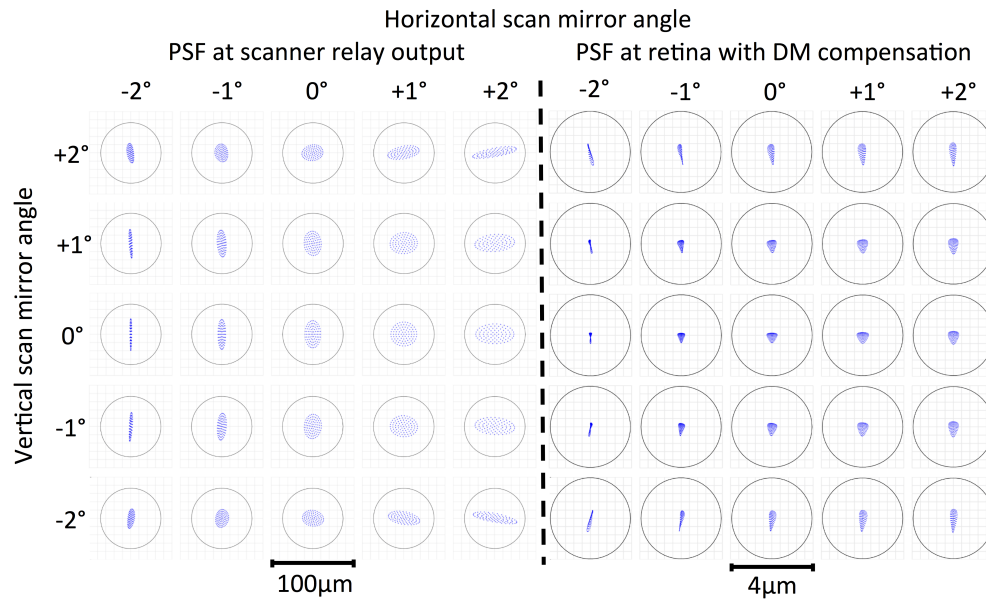 Horizontal scan mirror angle
PSF at scanner relay output
PSF at retina with DM compensation
-2° -1° 0° +1° +2°
-2° -1° 0° +1° +2°
Vertical scan mirror angle
+2°
+1°
0°
-1°
-2°
100µm
4µm